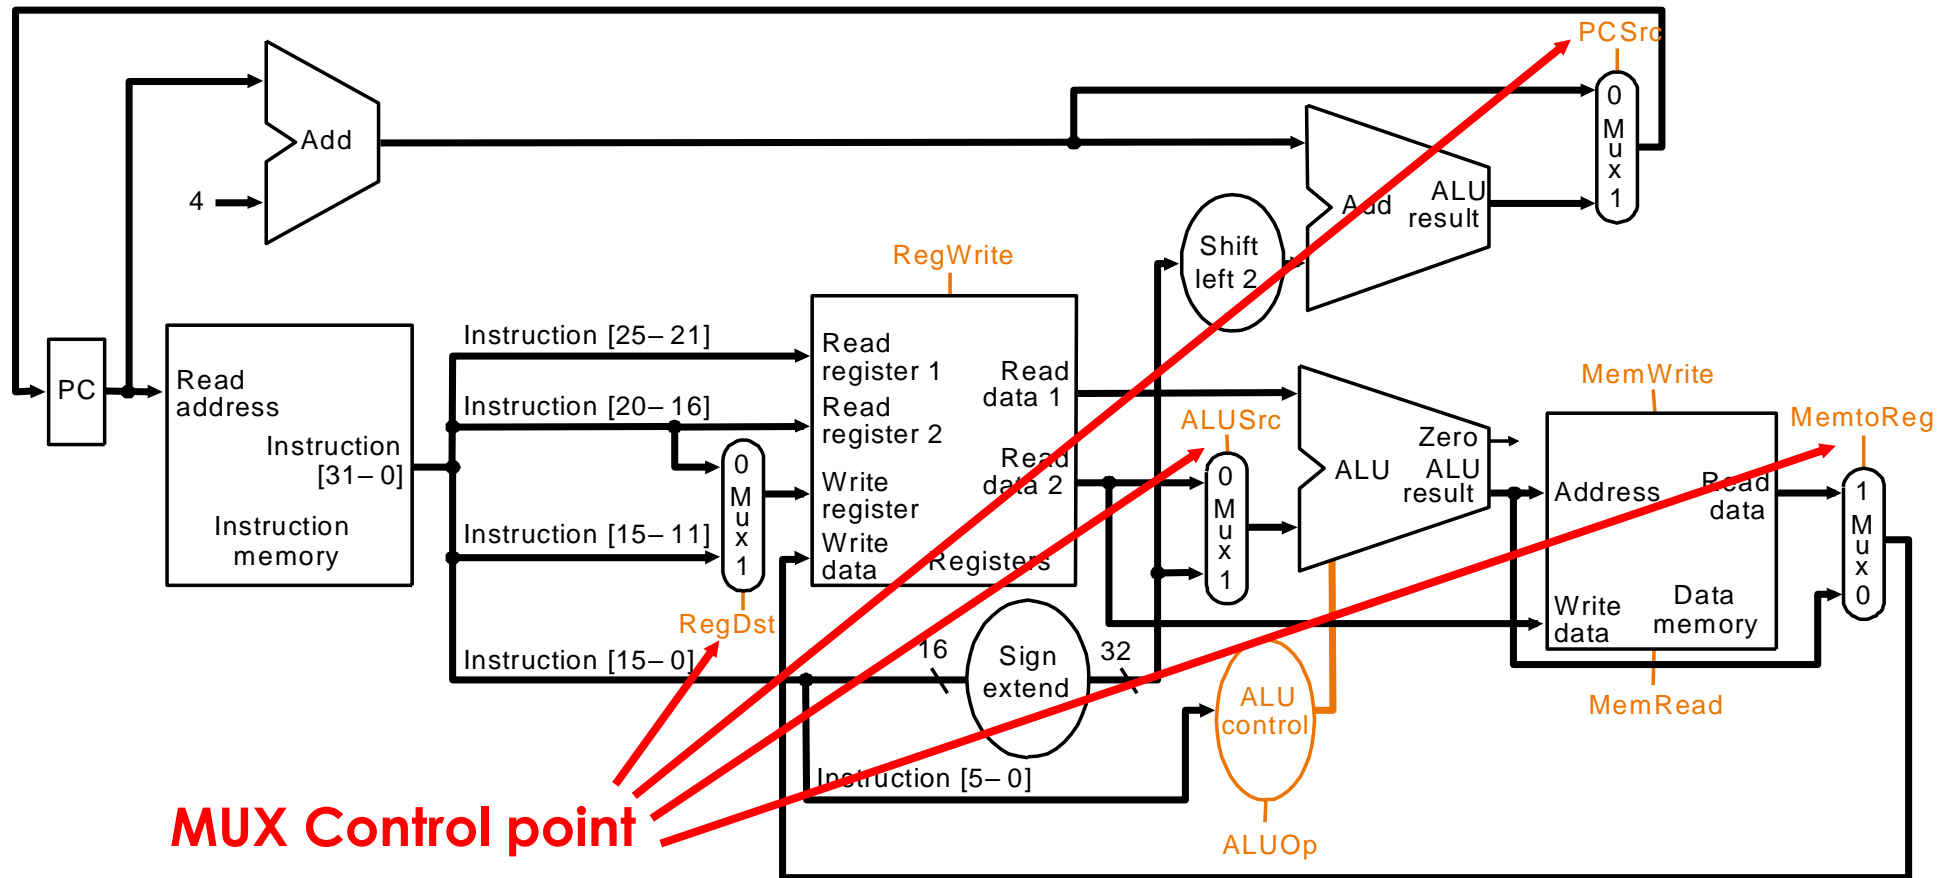 PCSrc
0
M
u
x
1
Add
4
Add
ALU
result
Shift
left 2
RegWrite
PC
Read
address
Instruction
[31– 0]
Instruction
memory
Instruction [25– 21]
Instruction [20– 16]
Instruction [15– 11]
Instruction [15– 0]
0
M
u
x
1
RegDst
Read
register 1
Read
register 2
Write
register
Write
data
Read
data 1
Read
data 2
Registers
16
Sign
extend
32
Instruction [5– 0]
ALUSrc
0
M
u
x
1
Zero
ALU
ALU
result
ALU
control
ALUOp
MemWrite
Address
Read
data
Write
data
Data
memory
MemRead
MemtoReg
1
M
u
x
0
MUX Control point